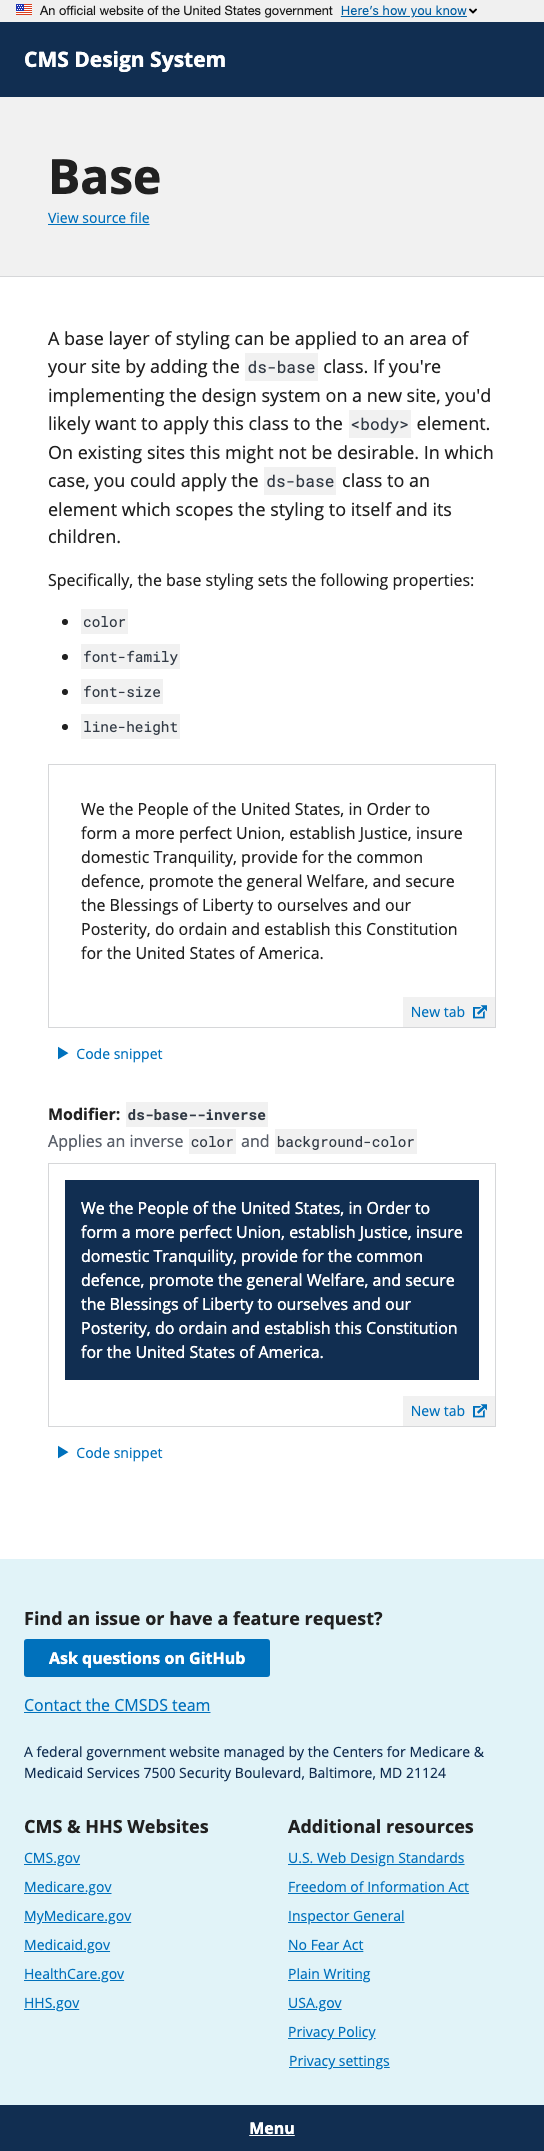 An official website of the United States government Here's how you know
CMS Design System
Base
View source file
A base layer of styling can be applied to an area of
your site by adding the ds-base class. If you're
implementing the design system on a new site, you'd
likely want to apply this class to the <body> element.
On existing sites this might not be desirable. In which
case, you could apply the ds-base class to an
element which scopes the styling to itself and its
children.
Specifically, the base styling sets the following properties:
color
font-family
font-size
line-height
We the People of the United States, in Order to
form a more perfect Union, establish Justice, insure
domestic Tranquility, provide for the common
defence, promote the general Welfare, and secure
the Blessings of Liberty to ourselves and our
Posterity, do ordain and establish this Constitution
for the United States of America.
New tab
Code snippet
Modifier: ds-base--inverse
Applies an inverse color and background-color
We the People of the United States, in Order to
form a more perfect Union, establish Justice, insure
domestic Tranquility, provide for the common
defence, promote the general Welfare, and secure
the Blessings of Liberty to ourselves and our
Posterity, do ordain and establish this Constitution
for the United States of America.
New tab
Code snippet
Find an issue or have a feature request?
Ask questions on GitHub
Contact the CMSDS team
A federal government website managed by the Centers for Medicare &
Medicaid Services 7500 Security Boulevard, Baltimore, MD 21124
CMS & HHS Websites
CMS.gov
Medicare.gov
MyMedicare.gov
Medicaid.gov
HealthCare.gov
HHS.gov
Additional resources
U.S. Web Design Standards
Freedom of Information Act
Inspector General
No Fear Act
Plain Writing
USA.gov
Privacy Policy
Privacy settings
Menu